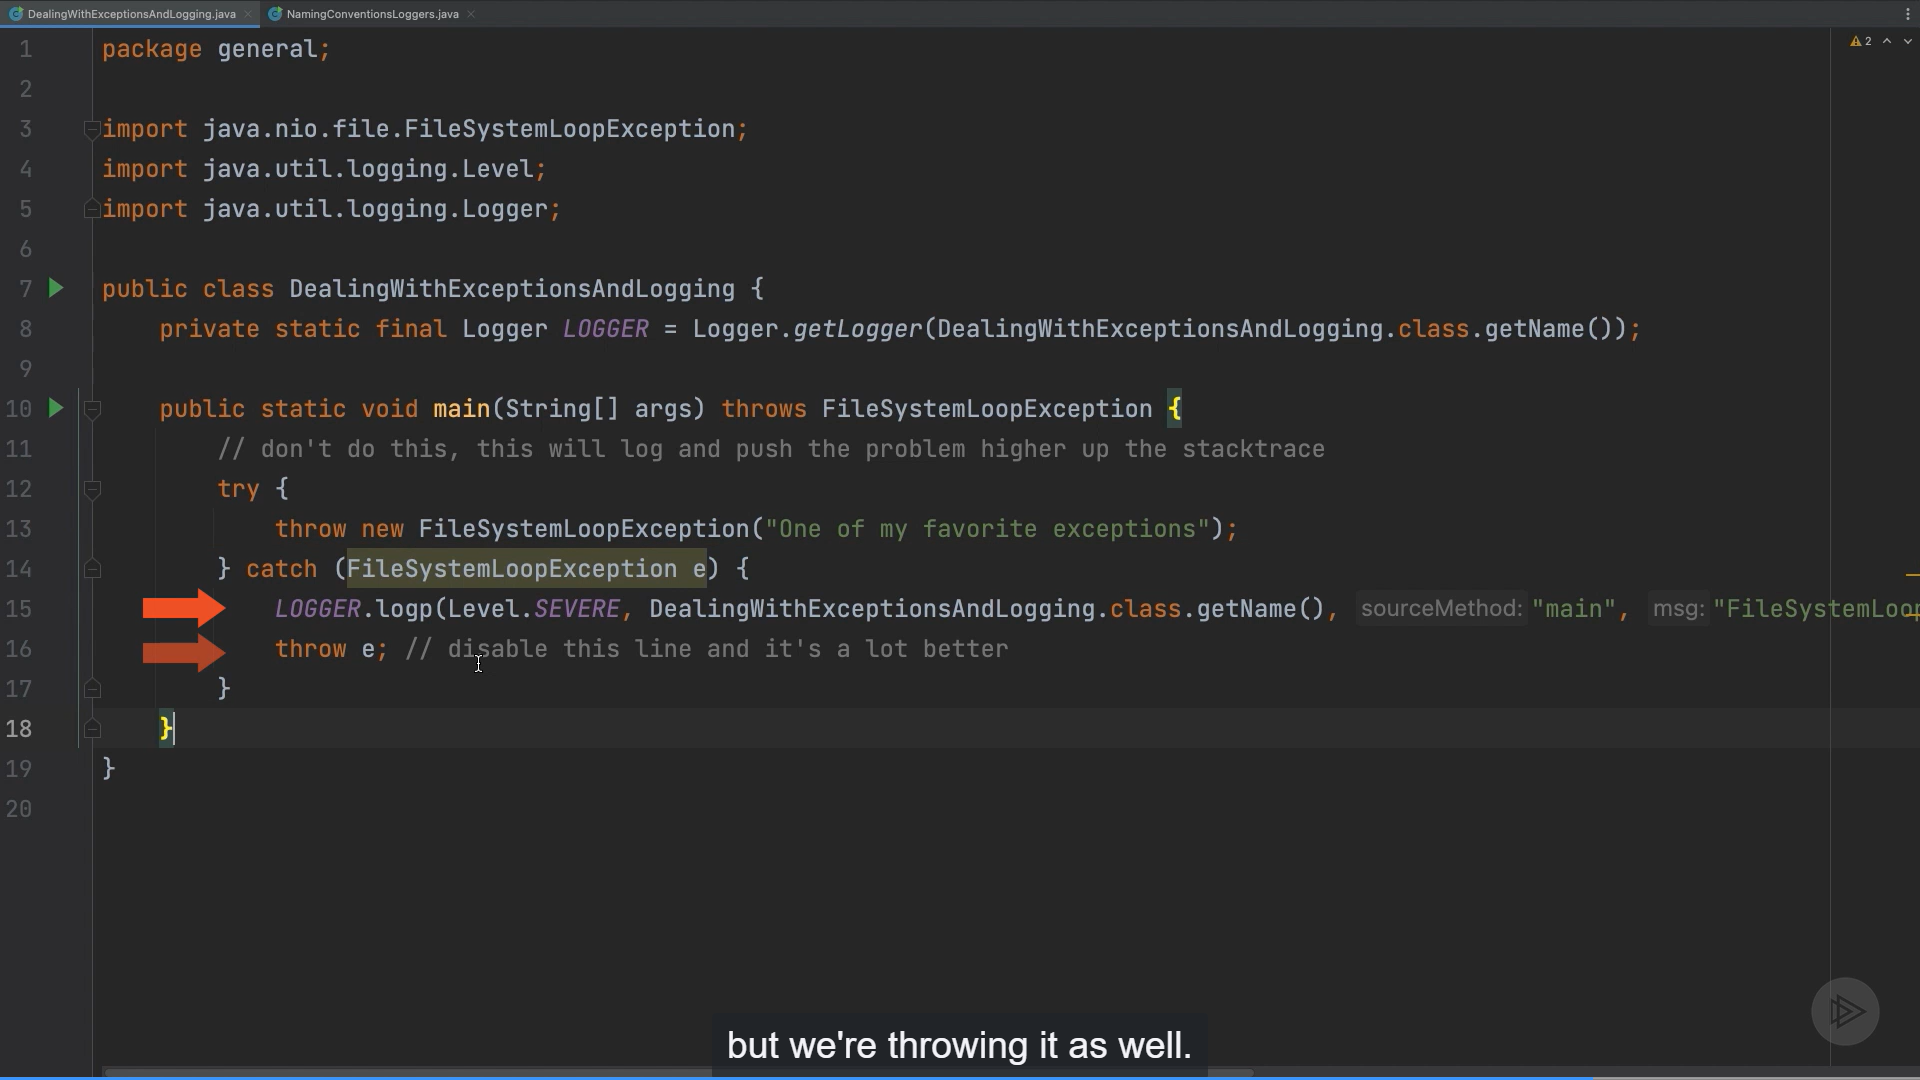 DealingWithExceptionsAndLogging.java
NamingConventionsLoggers.java
2
1 package general;
2
3 import java.nio.file.FileSystemLoopException;
4 import java.util.logging.Level;
5 import java.util.logging.Logger;
6
7 public class DealingWithExceptionsAndLogging {
8 private static final Logger LOGGER = Logger.getLogger(DealingWithExceptionsAndLogging.class.getName());
9
10 public static void main(String[] args) throws FileSystemLoopException {
11 // don't do this, this will log and push the problem higher up the stacktrace
12 try {
13 throw new FileSystemLoopException("One of my favorite exceptions");
14 } catch (FileSystemLoopException e) {
15 LOGGER.logp(Level.SEVERE, DealingWithExceptionsAndLogging.class.getName(), sourceMethod: "main", msg: "FileSystemLoop
16 throw e; // disable this line and it's a lot better
17 }
18 }
19 }
20
but we're throwing it as well.